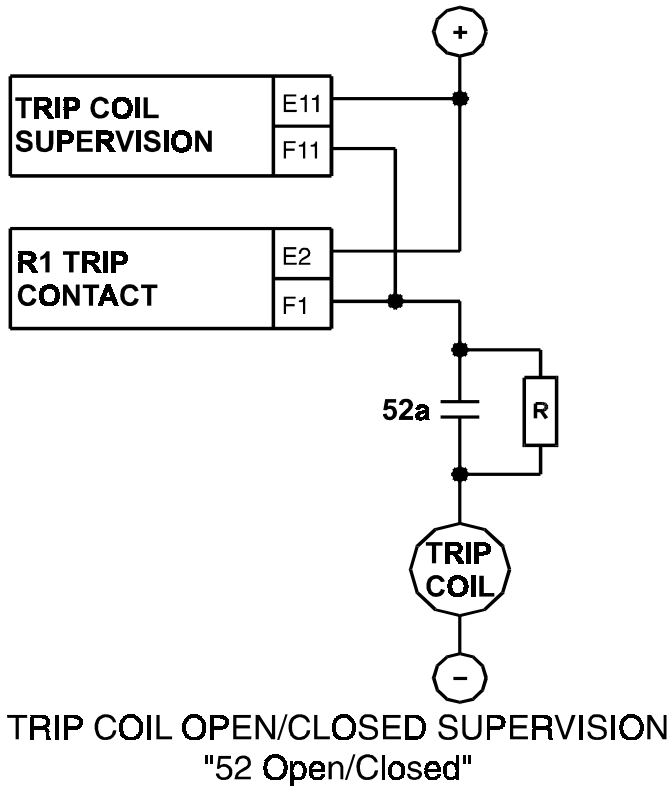 +
TRIP COIL
SUPERVISION
E11
F11
R1 TRIP
CONTACT
E2
F1
52a
R
TRIP
COIL
−
TRIP COIL OPEN/CLOSED SUPERVISION
"52 Open/Closed"